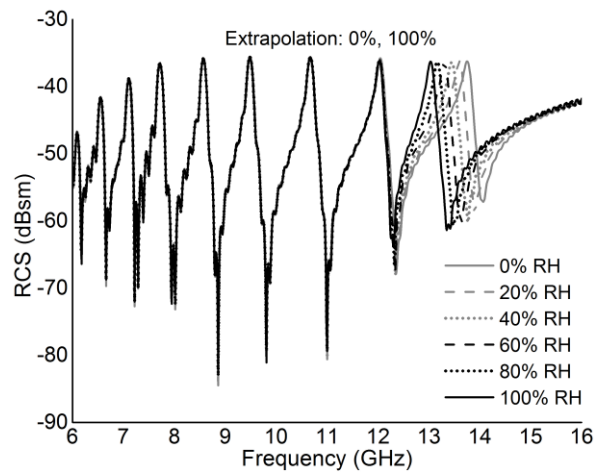 -30
Extrapolation: 0%, 100%
-40
-50
-60
-70
-80
-90
RCS (dBsm)
0% RH
20% RH
40% RH
60% RH
80% RH
100% RH
6 7 8 9 10 11 12 13 14 15 16
Frequency (GHz)